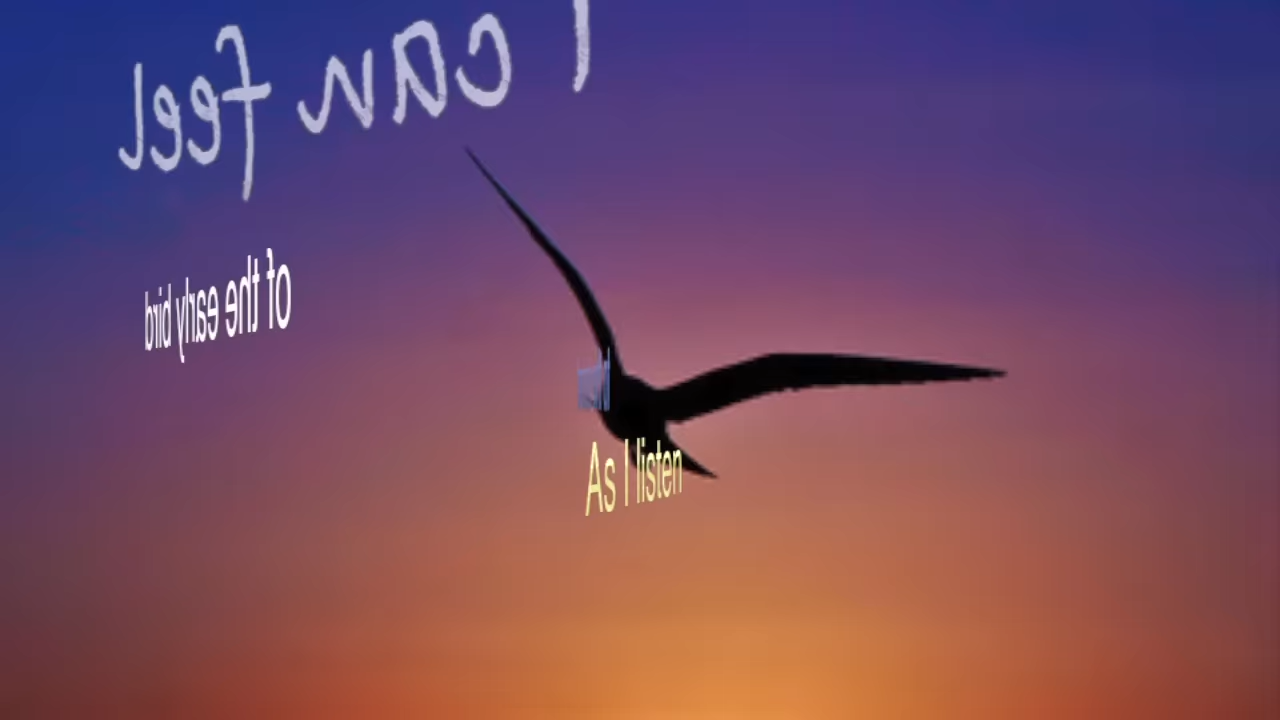 I can feel
of the early bird
As I listen